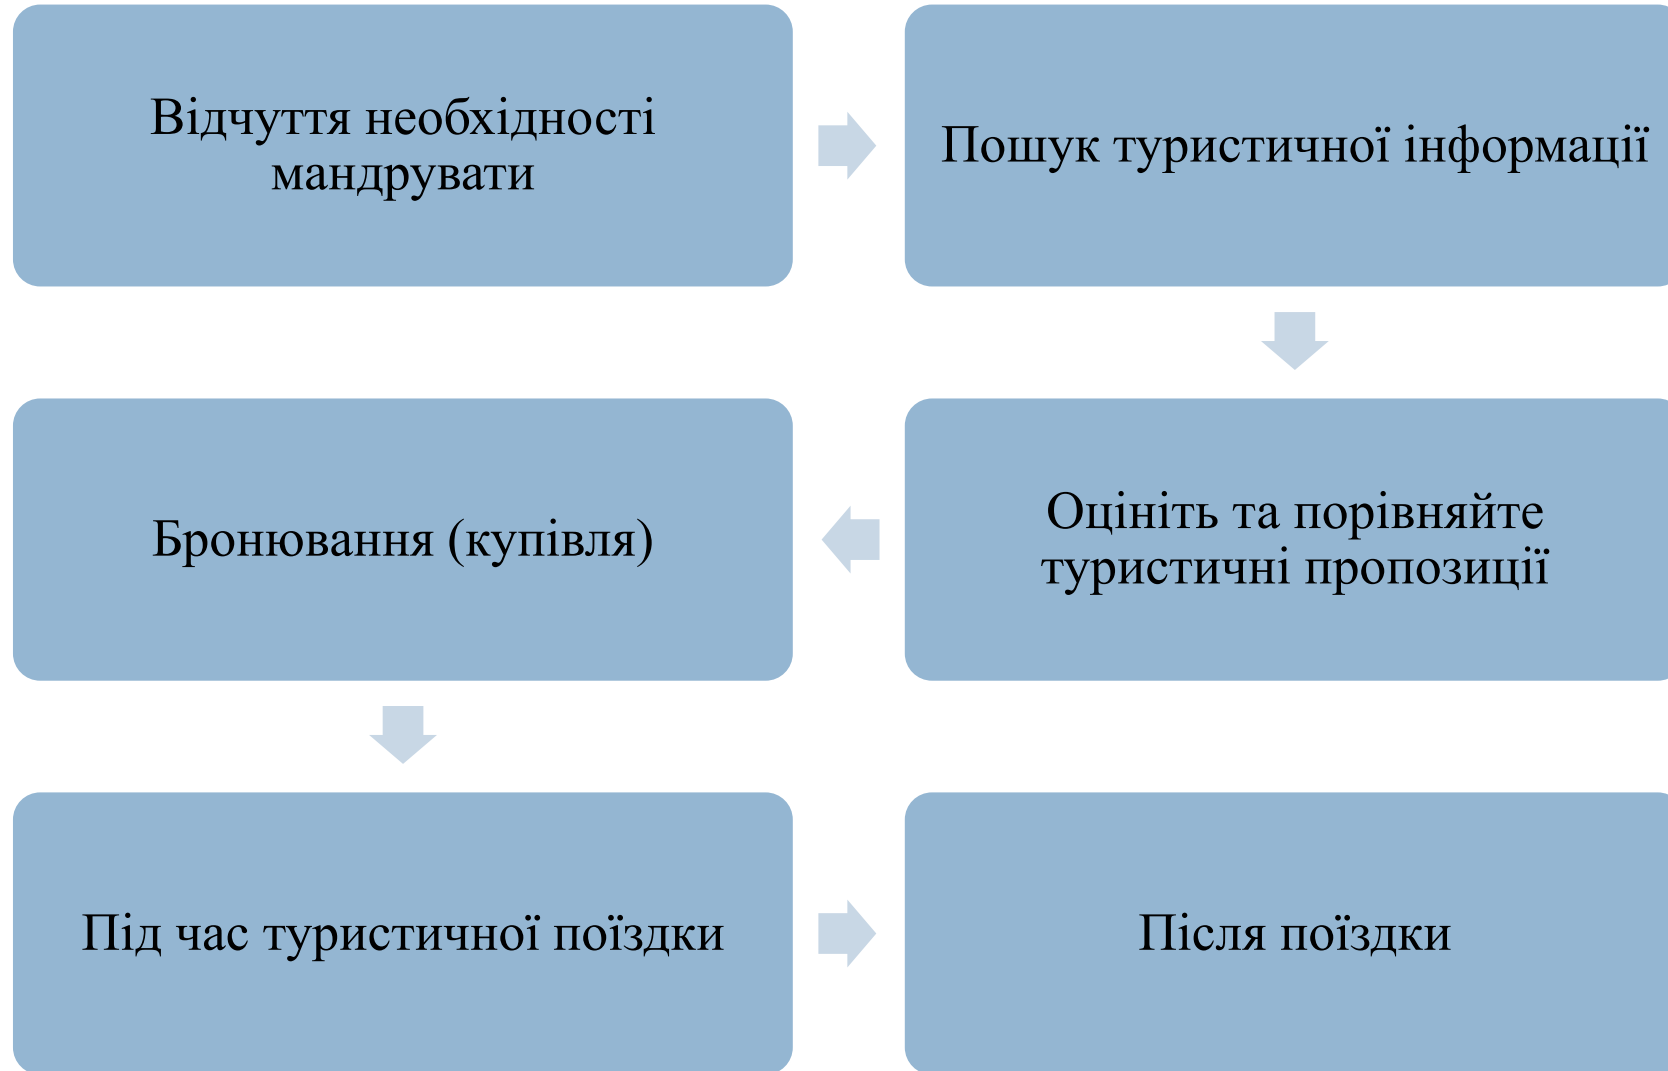 Відчуття необхідності
мандрувати
Пошук туристичної інформації
Оцініть та порівняйте
туристичні пропозиції
Бронювання (купівля)
Під час туристичної поїздки
Після поїздки